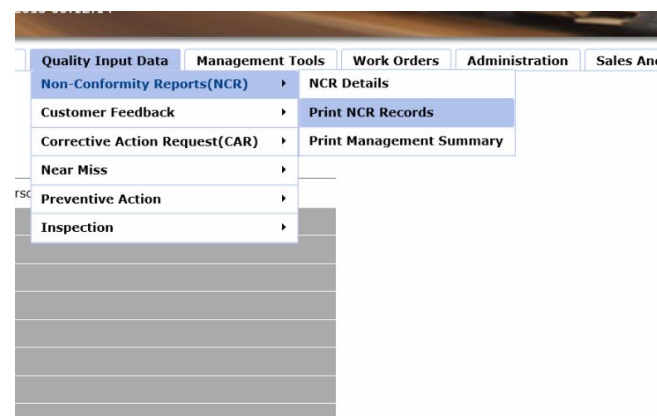 Quality Input Data Management Tools Work Orders Administration Sales And
Non-Conformity Reports(NCR) NCR Details
Customer Feedback Print NCR Records
Corrective Action Request(CAR) Print Management Summary
Near Miss
Preventive Action
Inspection